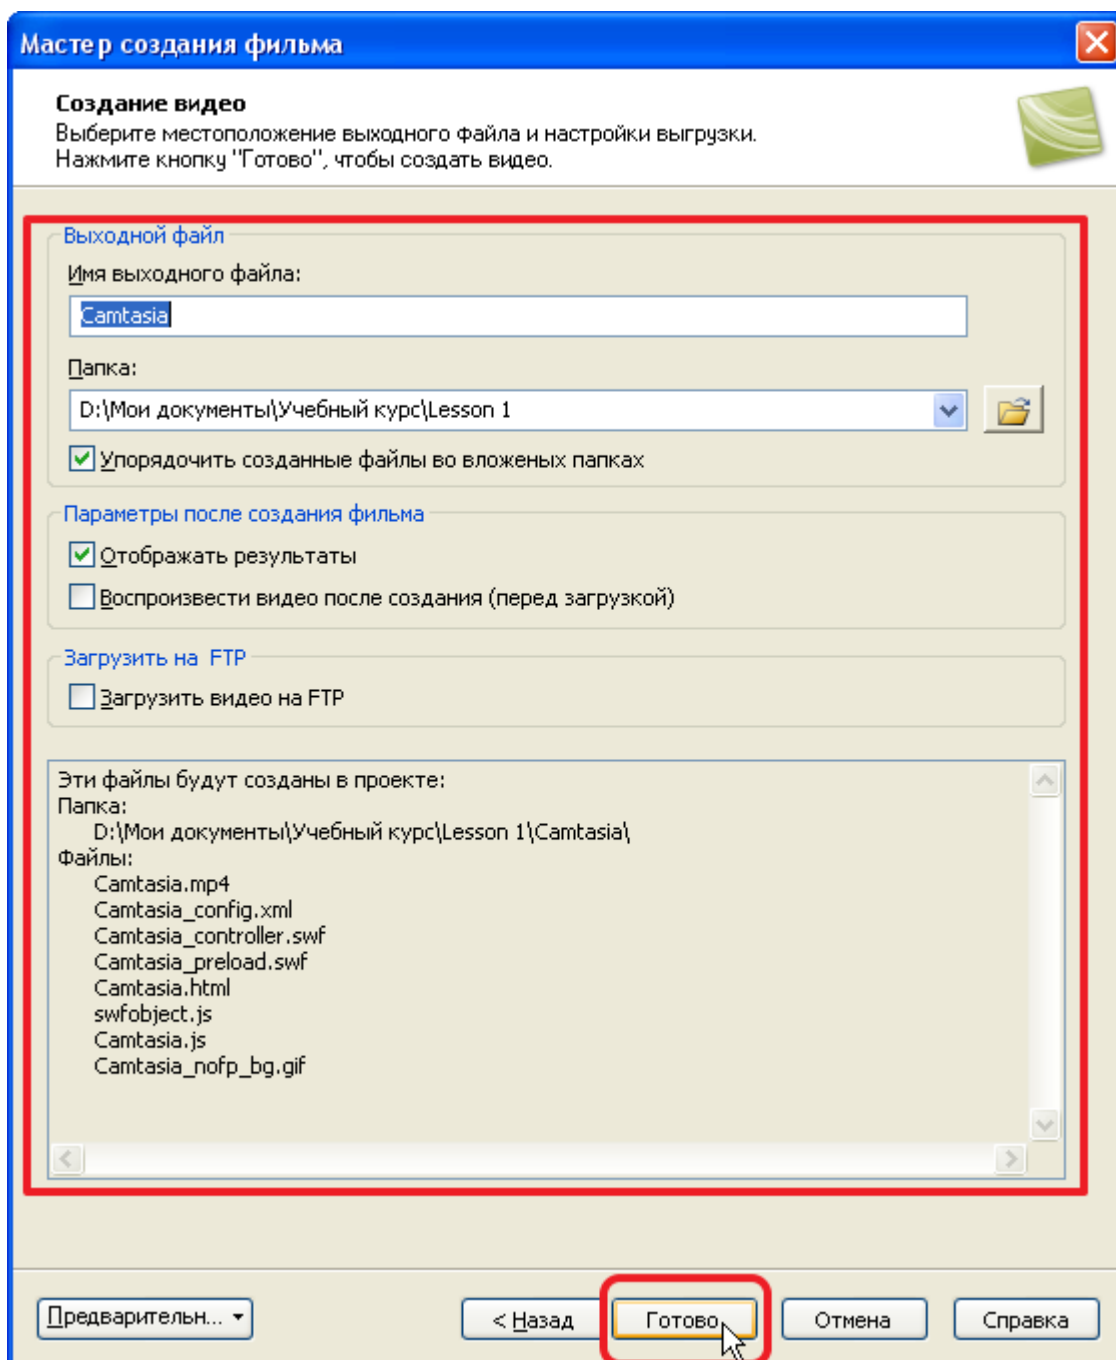 Мастер создания фильма
Создание видео
Выберите местоположение выходного файла и настройки выгрузки.
Нажмите кнопку "Готово", чтобы создать видео.
Выходной файл
Имя выходного файла:
Camtasia
Папка:
D:\Мои документы\Учебный курс\Lesson 1
Упорядочить созданные файлы во вложеных папках
Параметры после создания фильма
Отображать результаты
Воспроизвести видео после создания (перед загрузкой)
Загрузить на FTP
Загрузить видео на FTP
Эти файлы будут созданы в проекте:
Папка:
D:\Мои документы\Учебный курс\Lesson 1\Camtasia\
Файлы:
Camtasia.mp4
Camtasia_config.xml
Camtasia_controller.swf
Camtasia_preload.swf
Camtasia.html
swfobject.js
Camtasia.js
Camtasia_nofp_bg.gif
Предварительн... < Назад Готово Отмена Справка